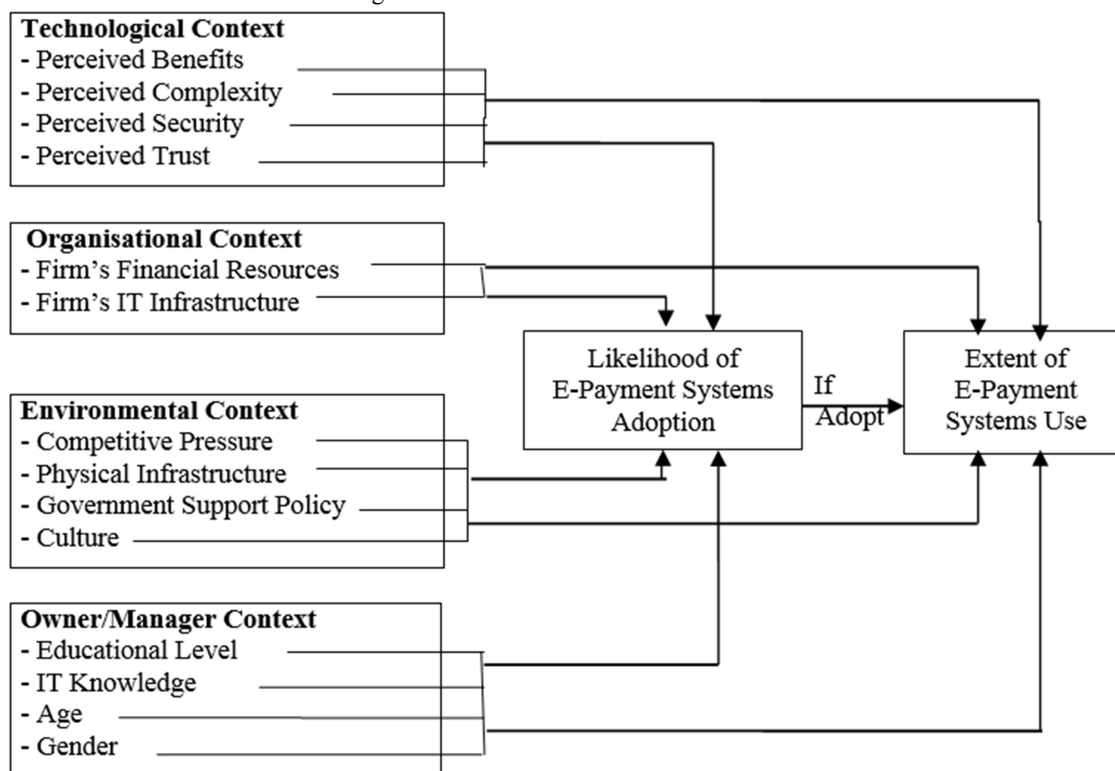 Technological Context
- Perceived Benefits
- Perceived Complexity
- Perceived Security
- Perceived Trust
Organisational Context
- Firm's Financial Resources
- Firm's IT Infrastructure
Likelihood of
E-Payment Systems
Adoption
If
Adopt
Extent of
E-Payment
Systems Use
Environmental Context
- Competitive Pressure
- Physical Infrastructure
- Government Support Policy
- Culture
Owner/Manager Context
- Educational Level
- IT Knowledge
- Age
- Gender